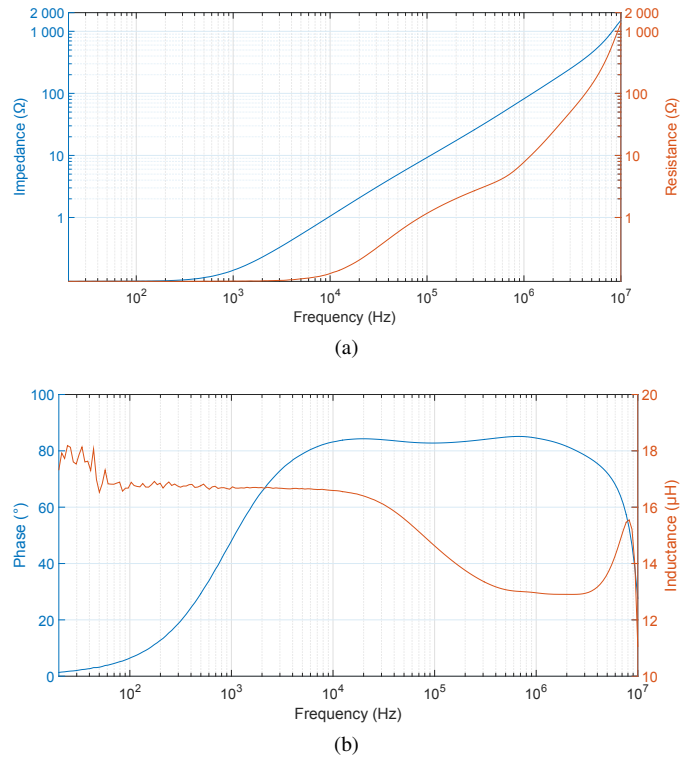 2 000
1 000
100
10
1
Impedance (Ω)
2 000
1 000
100
10
1
Resistance (Ω)
10² 10³ 10⁴ 10⁵ 10⁶ 10⁷
Frequency (Hz)
(a)
100
80
60
40
20
0
Phase (°)
20
18
16
14
12
10
Inductance (μH)
10² 10³ 10⁴ 10⁵ 10⁶ 10⁷
Frequency (Hz)
(b)